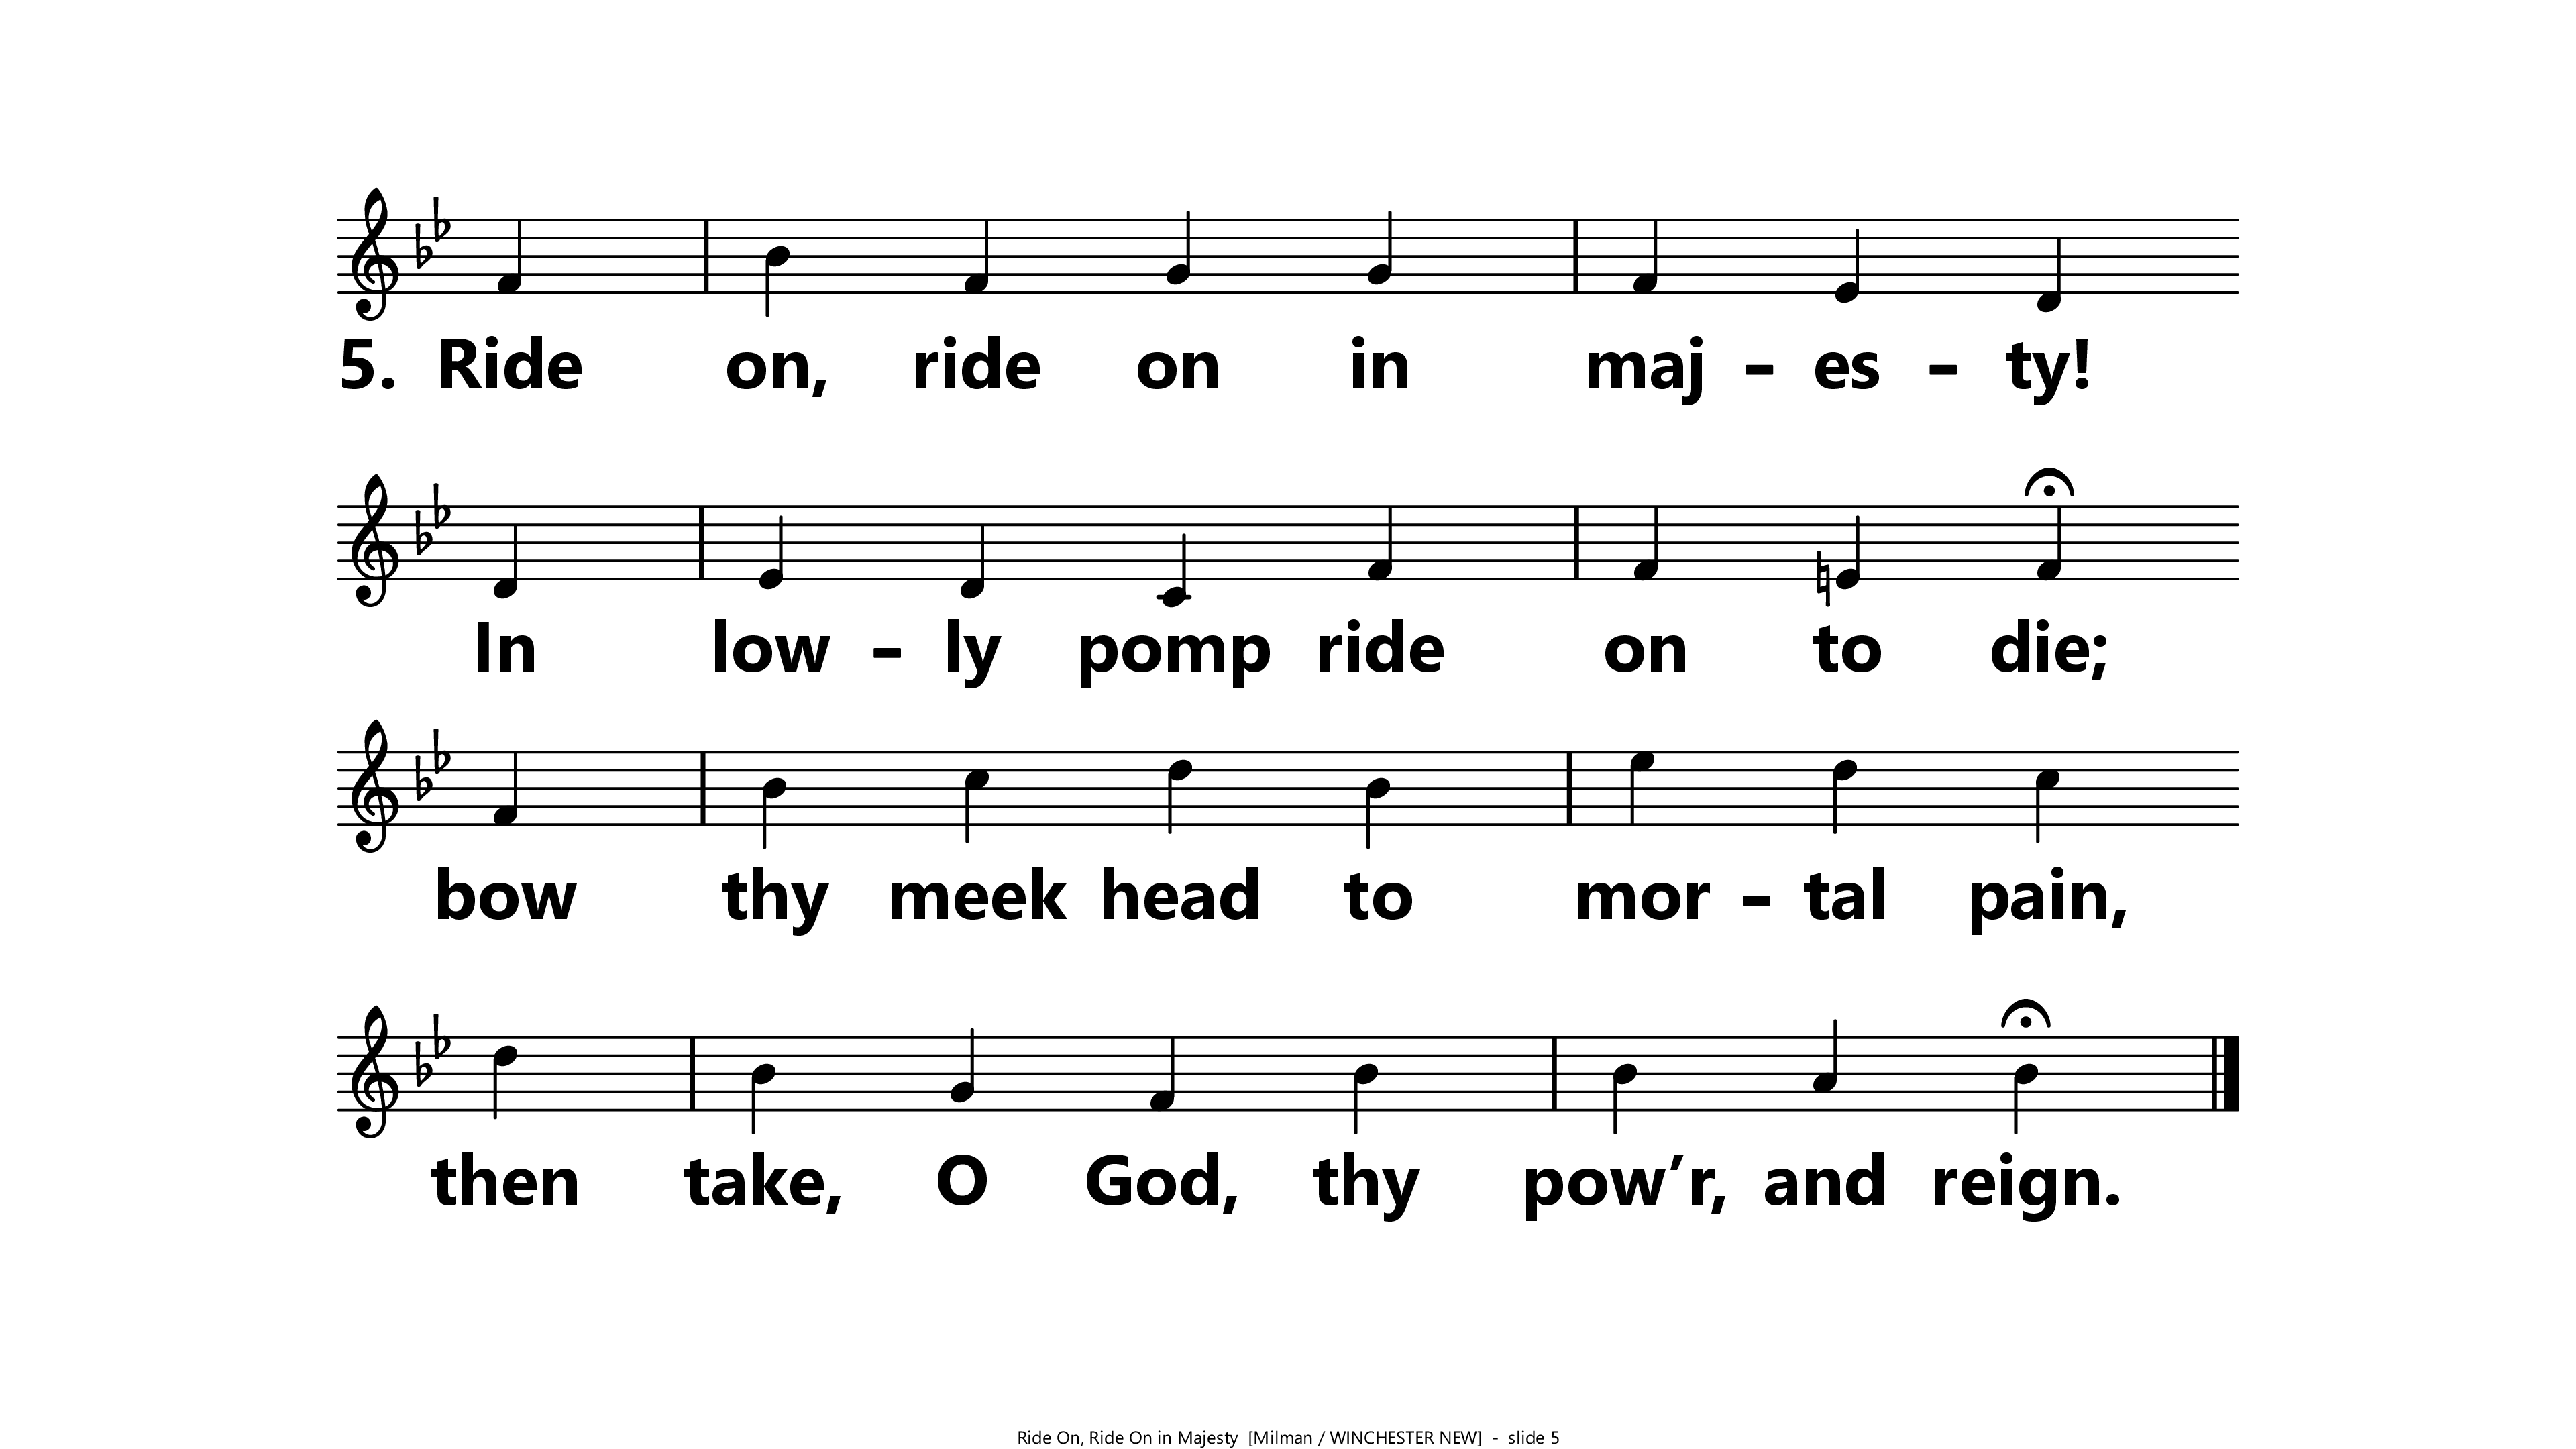 5. Ride on, ride on in maj - es - ty!
In low - ly pomp ride on to die;
bow thy meek head to mor - tal pain,
then take, O God, thy pow’r, and reign.
Ride On, Ride On in Majesty [Milman / WINCHESTER NEW] - slide 5